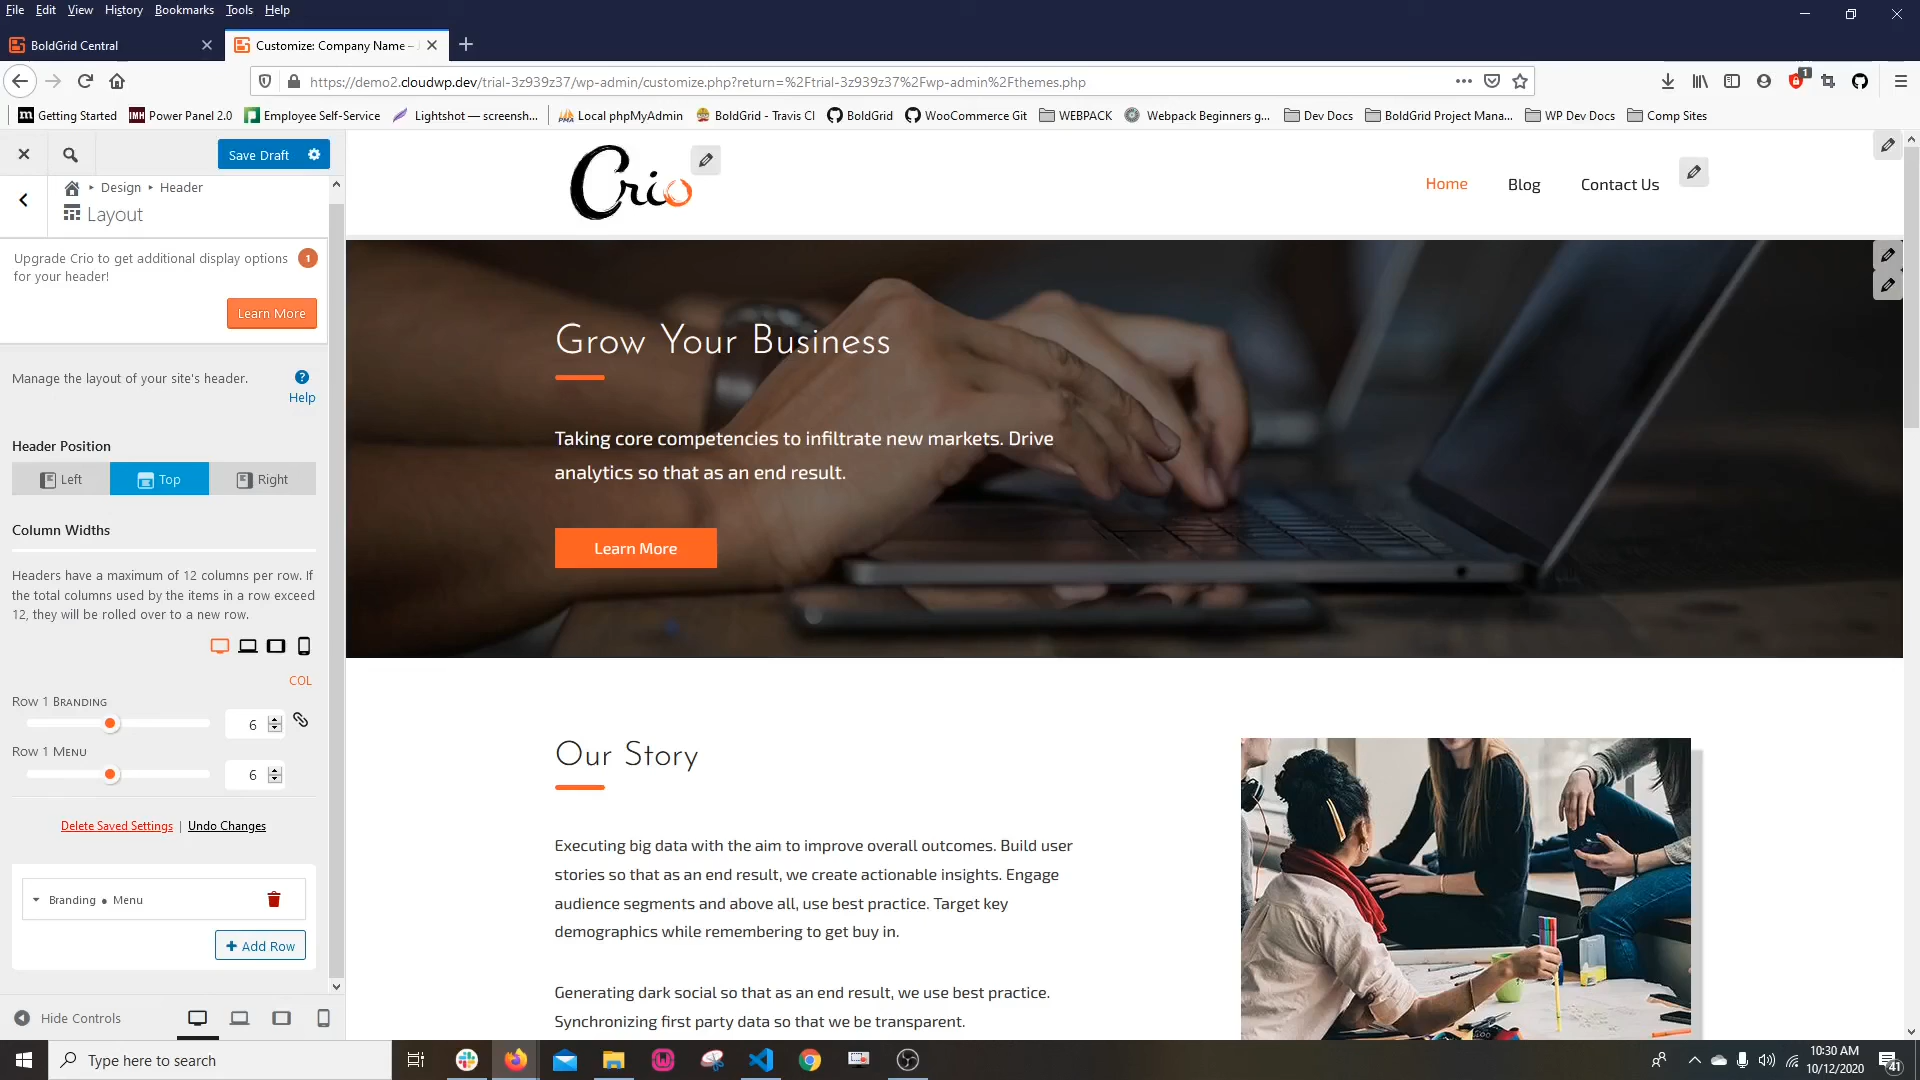 File Edit View History Bookmarks Tools Help
BoldGrid Central
Customize: Company Name –
https://demo2.cloudwp.dev/trial-3z939z37/wp-admin/customize.php?return=%2Ftrial-3z939z37%2Fwp-admin%2Fthemes.php
1
Getting Started Power Panel 2.0 Employee Self-Service Lightshot — screensh... Local phpMyAdmin BoldGrid - Travis CI BoldGrid WooCommerce Git WEBPACK Webpack Beginners g... Dev Docs BoldGrid Project Mana... WP Dev Docs Comp Sites
Save Draft
Design Header
Layout
Upgrade Crio to get additional display options 1
for your header!
Learn More
Manage the layout of your site's header.
Help
Header Position
Left Top Right
Column Widths
Headers have a maximum of 12 columns per row. If
the total columns used by the items in a row exceed
12, they will be rolled over to a new row.
COL
Row 1 Branding
6
Row 1 Menu
6
Delete Saved Settings | Undo Changes
Branding ● Menu
Add Row
Hide Controls
Crio
Home Blog Contact Us
Grow Your Business
Taking core competencies to infiltrate new markets. Drive
analytics so that as an end result.
Learn More
Our Story
Executing big data with the aim to improve overall outcomes. Build user
stories so that as an end result, we create actionable insights. Engage
audience segments and above all, use best practice. Target key
demographics while remembering to get buy in.
Generating dark social so that as an end result, we use best practice.
Synchronizing first party data so that we be transparent.
Type here to search
10:30 AM
10/12/2020
41